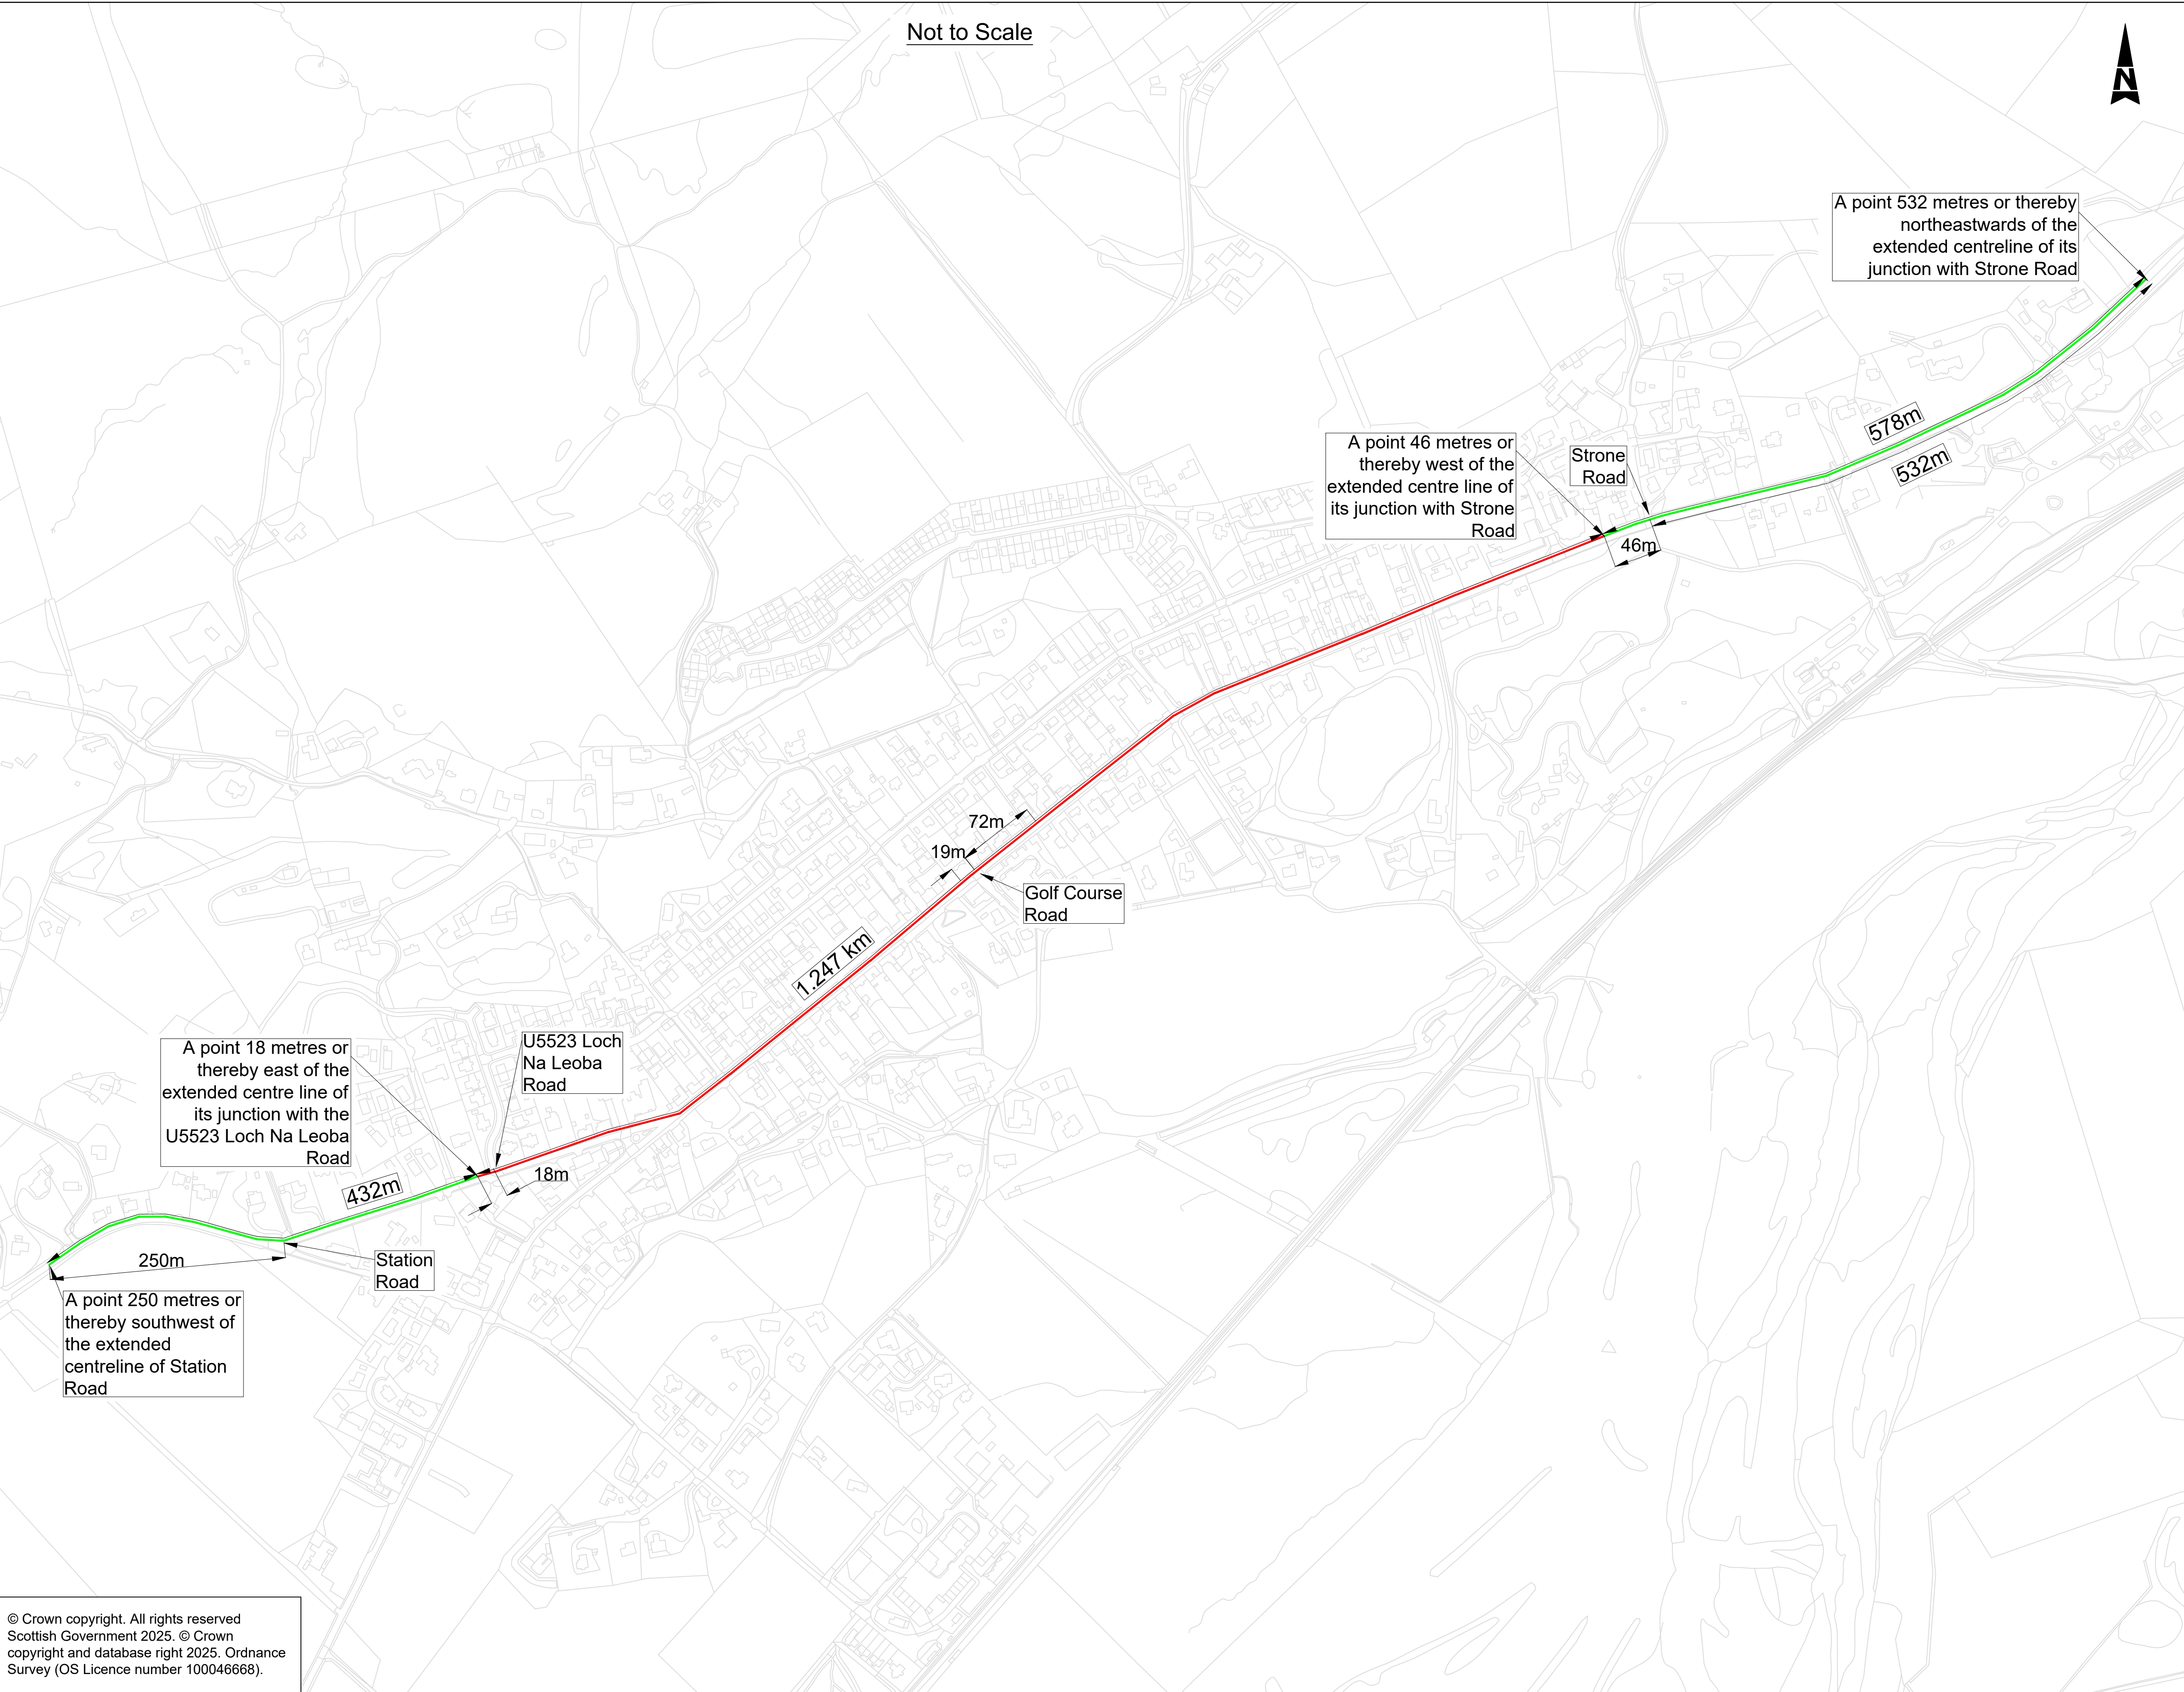 Not to Scale
N
A point 532 metres or thereby
northeastwards of the
extended centreline of its
junction with Strone Road
578m
532m
A point 46 metres or
thereby west of the
extended centre line of
its junction with Strone
Road
Strone
Road
46m
72m
19m
Golf Course
Road
1.247 km
A point 18 metres or
thereby east of the
extended centre line of
its junction with the
U5523 Loch Na Leoba
Road
U5523 Loch
Na Leoba
Road
18m
432m
250m
Station
Road
A point 250 metres or
thereby southwest of
the extended
centreline of Station
Road
© Crown copyright. All rights reserved
Scottish Government 2025. © Crown
copyright and database right 2025. Ordnance
Survey (OS Licence number 100046668).